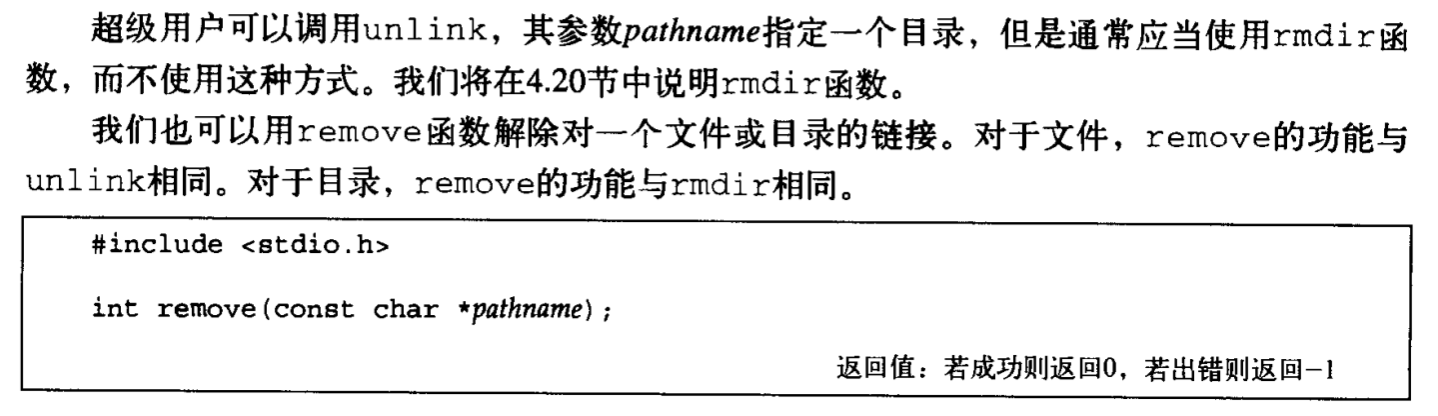 超级用户可以调用unlink，其参数pathname指定一个目录，但是通常应当使用rmdir函
数，而不使用这种方式。我们将在4.20节中说明rmdir函数。
我们也可以用remove函数解除对一个文件或目录的链接。对于文件，remove的功能与
unlink相同。对于目录，remove的功能与rmdir相同。
#include <stdio.h>
int remove(const char *pathname);
返回值：若成功则返回0，若出错则返回–1